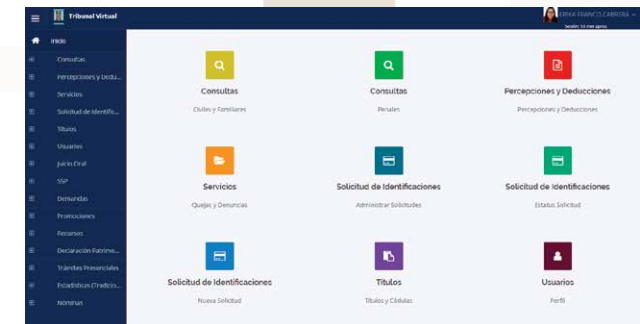 Tribunal Virtual
ERIKA FRANCO CABRERA
Sesión: 10 min aprox.
Inicio
Consultas
Percepciones y Dedu...
Servicios
Solicitud de Identific...
Títulos
Usuarios
Juicio Oral
SSP
Demandas
Promociones
Recursos
Declaración Patrimo...
Trámites Presenciales
Estadísticas (Tradicio...
Nóminas
Consultas
Civiles y Familiares
Consultas
Penales
Percepciones y Deducciones
Percepciones y Deducciones
Servicios
Quejas y Denuncias
Solicitud de Identificaciones
Administrar Solicitudes
Solicitud de Identificaciones
Estatus Solicitud
Solicitud de Identificaciones
Nueva Solicitud
Títulos
Títulos y Cédulas
Usuarios
Perfil